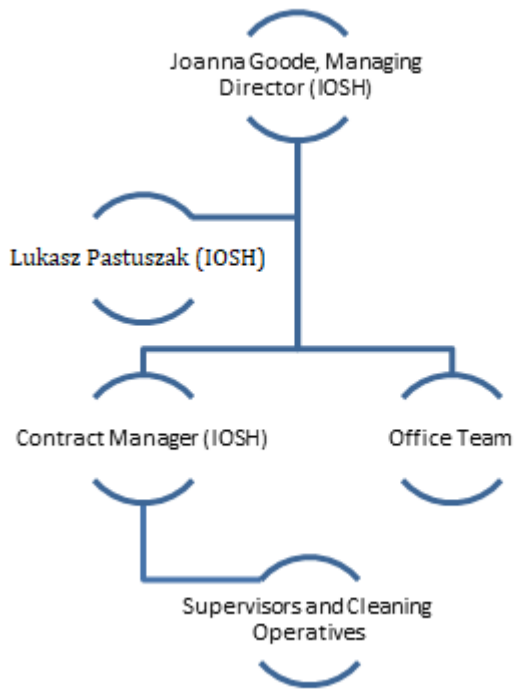 Joanna Goode, Managing
Director (IOSH)
Lukasz Pastuszak (IOSH)
Contract Manager (IOSH)
Office Team
Supervisors and Cleaning
Operatives